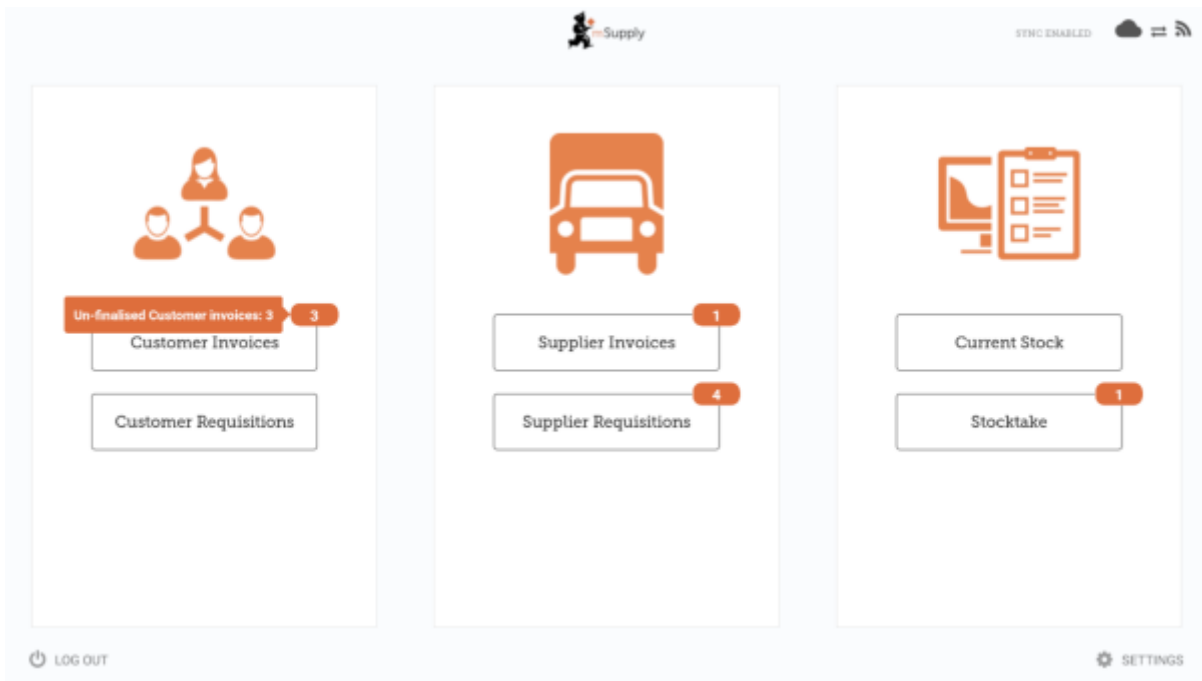 mSupply
SYNC ENABLED
Un-finalised Customer invoices: 3
3
Customer Invoices
Customer Requisitions
1
Supplier Invoices
4
Supplier Requisitions
Current Stock
1
Stocktake
LOG OUT
SETTINGS